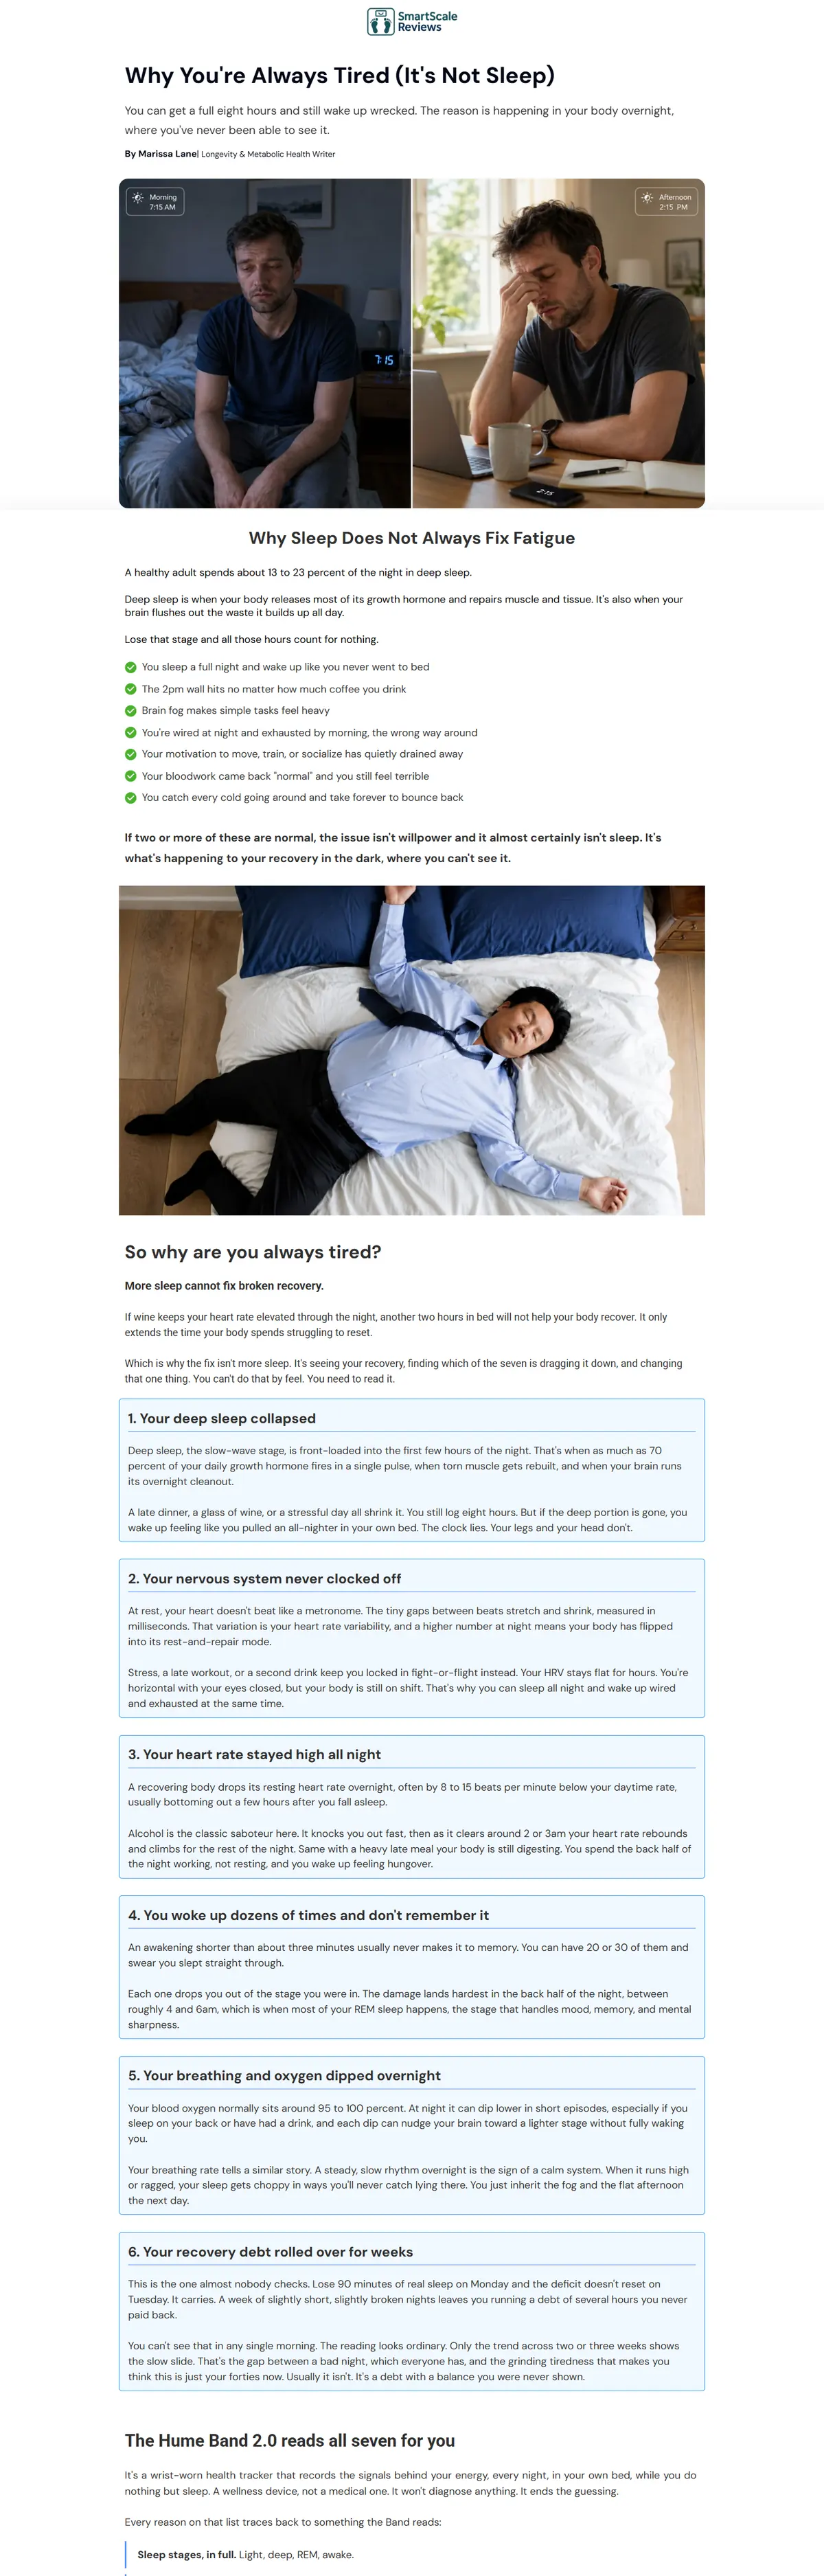 SmartScale
Reviews
Why You're Always Tired (It's Not Sleep)
You can get a full eight hours and still wake up wrecked. The reason is happening in your body overnight,
where you've never been able to see it.
By Marissa Lane| Longevity & Metabolic Health Writer
Morning
7:15 AM
Afternoon
2:15 PM
7:15
2:15
Why Sleep Does Not Always Fix Fatigue
A healthy adult spends about 13 to 23 percent of the night in deep sleep.
Deep sleep is when your body releases most of its growth hormone and repairs muscle and tissue. It's also when your
brain flushes out the waste it builds up all day.
Lose that stage and all those hours count for nothing.
You sleep a full night and wake up like you never went to bed
The 2pm wall hits no matter how much coffee you drink
Brain fog makes simple tasks feel heavy
You're wired at night and exhausted by morning, the wrong way around
Your motivation to move, train, or socialize has quietly drained away
Your bloodwork came back "normal" and you still feel terrible
You catch every cold going around and take forever to bounce back
If two or more of these are normal, the issue isn't willpower and it almost certainly isn't sleep. It's
what's happening to your recovery in the dark, where you can't see it.
So why are you always tired?
More sleep cannot fix broken recovery.
If wine keeps your heart rate elevated through the night, another two hours in bed will not help your body recover. It only
extends the time your body spends struggling to reset.
Which is why the fix isn't more sleep. It's seeing your recovery, finding which of the seven is dragging it down, and changing
that one thing. You can't do that by feel. You need to read it.
1. Your deep sleep collapsed
Deep sleep, the slow-wave stage, is front-loaded into the first few hours of the night. That's when as much as 70
percent of your daily growth hormone fires in a single pulse, when torn muscle gets rebuilt, and when your brain runs
its overnight cleanout.
A late dinner, a glass of wine, or a stressful day all shrink it. You still log eight hours. But if the deep portion is gone, you
wake up feeling like you pulled an all-nighter in your own bed. The clock lies. Your legs and your head don't.
2. Your nervous system never clocked off
At rest, your heart doesn't beat like a metronome. The tiny gaps between beats stretch and shrink, measured in
milliseconds. That variation is your heart rate variability, and a higher number at night means your body has flipped
into its rest-and-repair mode.
Stress, a late workout, or a second drink keep you locked in fight-or-flight instead. Your HRV stays flat for hours. You're
horizontal with your eyes closed, but your body is still on shift. That's why you can sleep all night and wake up wired
and exhausted at the same time.
3. Your heart rate stayed high all night
A recovering body drops its resting heart rate overnight, often by 8 to 15 beats per minute below your daytime rate,
usually bottoming out a few hours after you fall asleep.
Alcohol is the classic saboteur here. It knocks you out fast, then as it clears around 2 or 3am your heart rate rebounds
and climbs for the rest of the night. Same with a heavy late meal your body is still digesting. You spend the back half of
the night working, not resting, and you wake up feeling hungover.
4. You woke up dozens of times and don't remember it
An awakening shorter than about three minutes usually never makes it to memory. You can have 20 or 30 of them and
swear you slept straight through.
Each one drops you out of the stage you were in. The damage lands hardest in the back half of the night, between
roughly 4 and 6am, which is when most of your REM sleep happens, the stage that handles mood, memory, and mental
sharpness.
5. Your breathing and oxygen dipped overnight
Your blood oxygen normally sits around 95 to 100 percent. At night it can dip lower in short episodes, especially if you
sleep on your back or have had a drink, and each dip can nudge your brain toward a lighter stage without fully waking
you.
Your breathing rate tells a similar story. A steady, slow rhythm overnight is the sign of a calm system. When it runs high
or ragged, your sleep gets choppy in ways you'll never catch lying there. You just inherit the fog and the flat afternoon
the next day.
6. Your recovery debt rolled over for weeks
This is the one almost nobody checks. Lose 90 minutes of real sleep on Monday and the deficit doesn't reset on
Tuesday. It carries. A week of slightly short, slightly broken nights leaves you running a debt of several hours you never
paid back.
You can't see that in any single morning. The reading looks ordinary. Only the trend across two or three weeks shows
the slow slide. That's the gap between a bad night, which everyone has, and the grinding tiredness that makes you
think this is just your forties now. Usually it isn't. It's a debt with a balance you were never shown.
The Hume Band 2.0 reads all seven for you
It's a wrist-worn health tracker that records the signals behind your energy, every night, in your own bed, while you do
nothing but sleep. A wellness device, not a medical one. It won't diagnose anything. It ends the guessing.
Every reason on that list traces back to something the Band reads:
Sleep stages, in full. Light, deep, REM, awake.